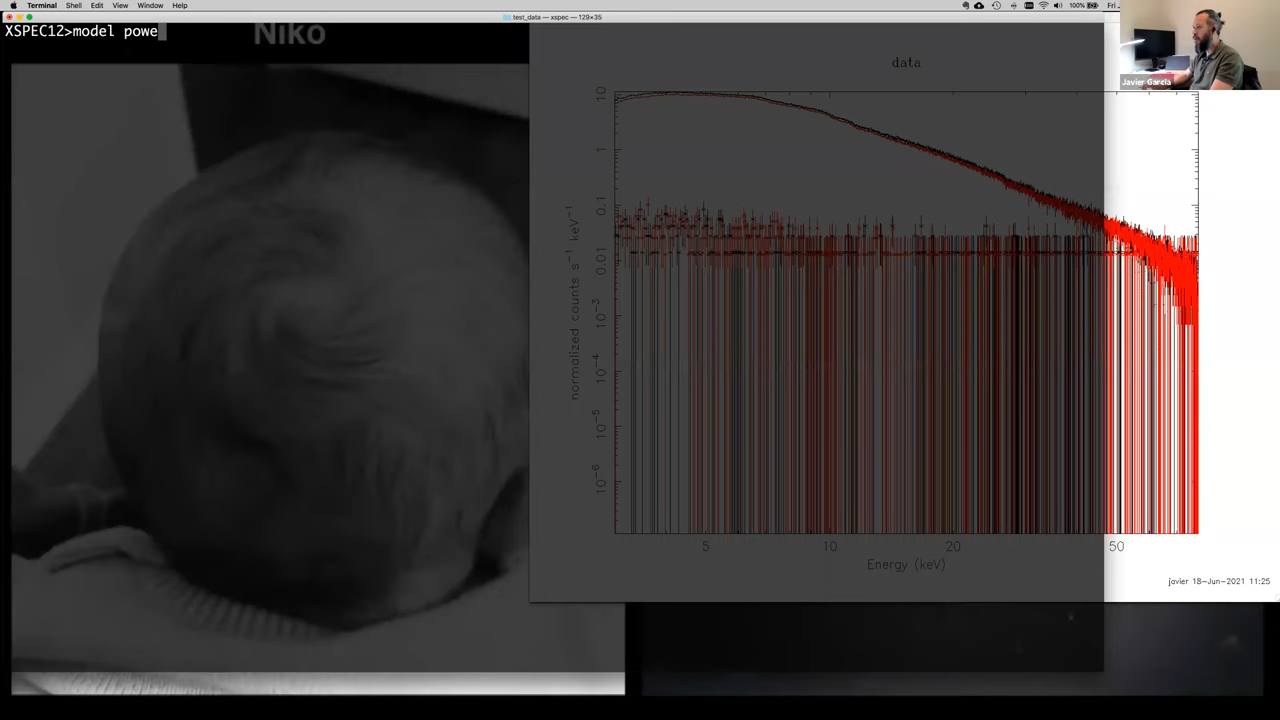 Terminal Shell Edit View Window Help
100% Fri
test_data — xspec — 129×35
XSPEC12>model powe
Niko
Javier Garcia
data
normalized counts s⁻¹ keV⁻¹
10
1
0.1
0.01
10⁻³
10⁻⁴
10⁻⁵
10⁻⁶
5 10 20 50
Energy (keV)
javier 18-Jun-2021 11:25